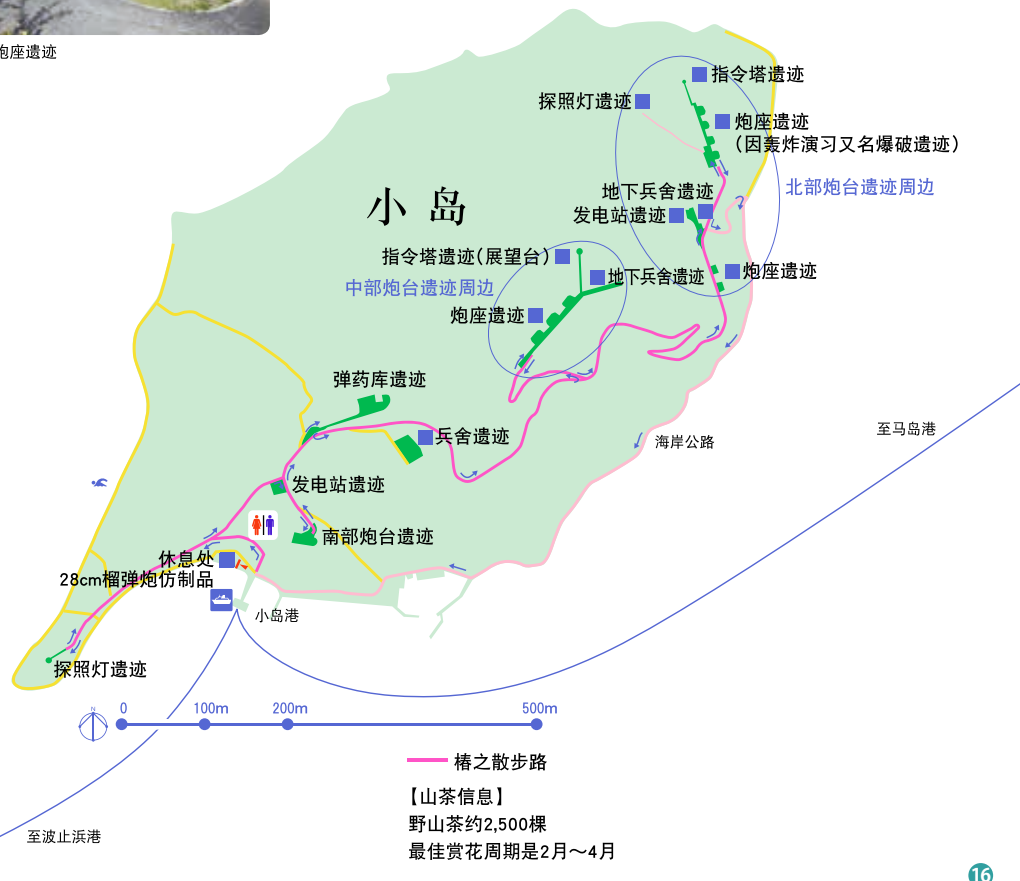 炮座遗迹
指令塔遗迹
探照灯遗迹
炮座遗迹
（因轰炸演习又名爆破遗迹）
北部炮台遗迹周边
地下兵舍遗迹
发电站遗迹
小 岛
指令塔遗迹（展望台）
炮座遗迹
地下兵舍遗迹
中部炮台遗迹周边
炮座遗迹
弹药库遗迹
至马岛港
兵舍遗迹
海岸公路
发电站遗迹
南部炮台遗迹
休息处
28cm榴弹炮仿制品
小岛港
探照灯遗迹
N
0 100m 200m 500m
椿之散步路
【山茶信息】
野山茶约2,500棵
最佳赏花周期是2月～4月
至波止浜港
16